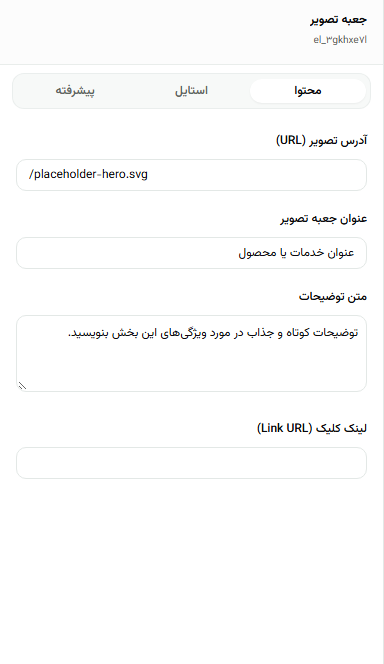 جعبه تصویر
el_۳gkhxe۷l
محتوا
استایل
پیشرفته
آدرس تصویر (URL)
/placeholder-hero.svg
عنوان جعبه تصویر
عنوان خدمات یا محصول
متن توضیحات
توضیحات کوتاه و جذاب در مورد ویژگی‌های این بخش بنویسید.
لینک کلیک (Link URL)